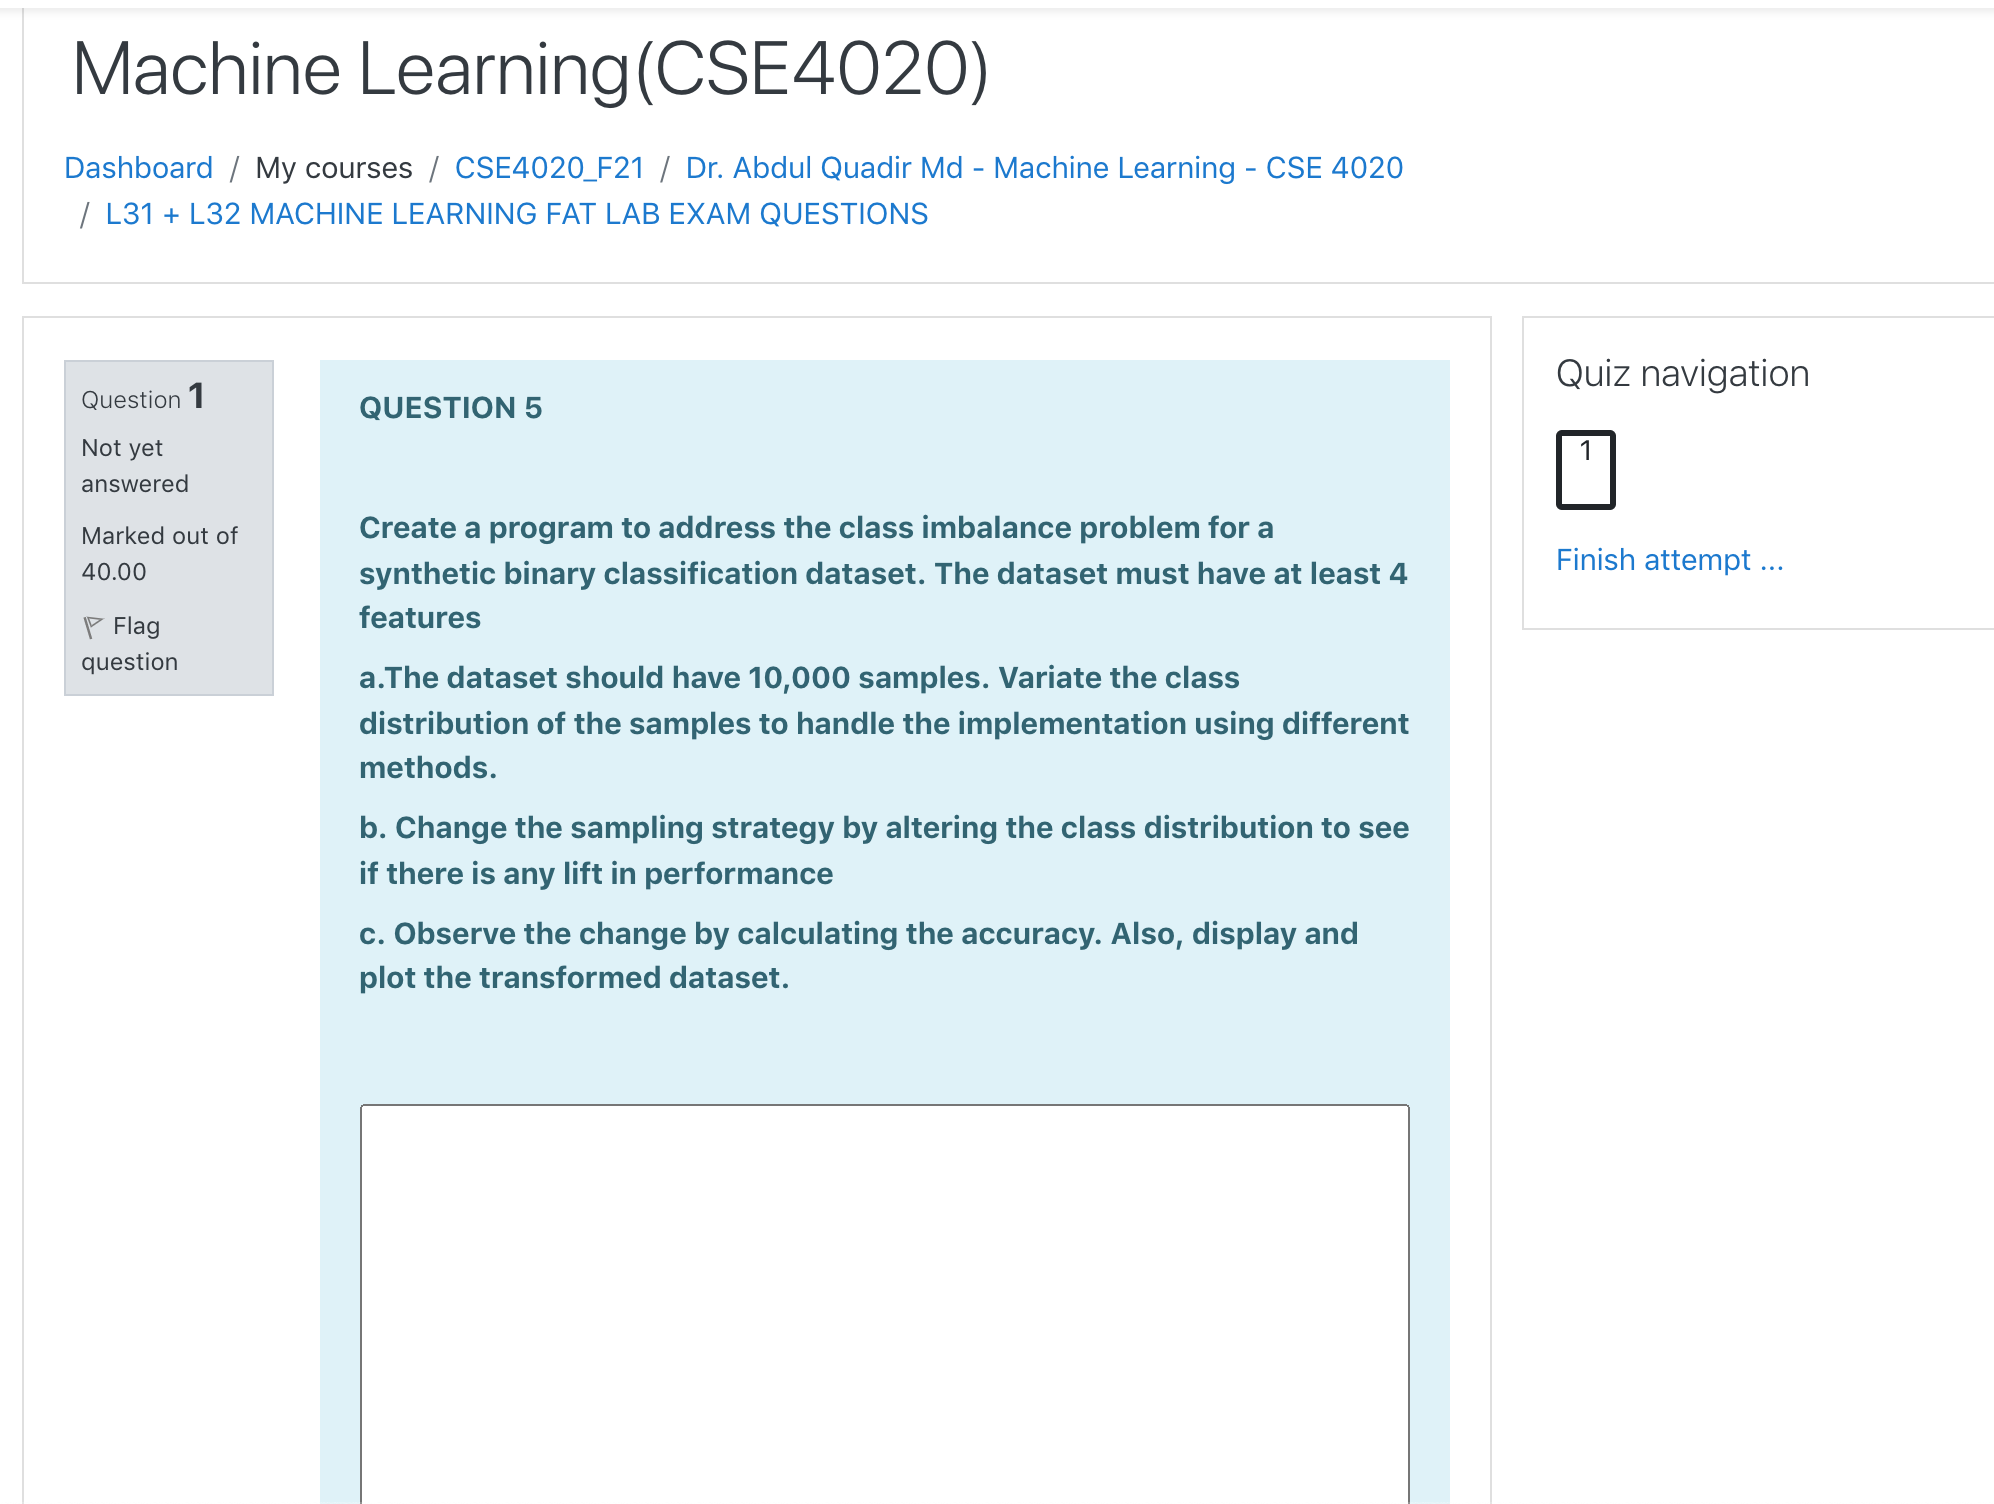 Machine Learning(CSE4020)
Dashboard / My courses / CSE4020_F21 / Dr. Abdul Quadir Md - Machine Learning - CSE 4020
/ L31 + L32 MACHINE LEARNING FAT LAB EXAM QUESTIONS
Question 1
Not yet
answered
Marked out of
40.00
Flag
question
QUESTION 5
Create a program to address the class imbalance problem for a
synthetic binary classification dataset. The dataset must have at least 4
features
a.The dataset should have 10,000 samples. Variate the class
distribution of the samples to handle the implementation using different
methods.
b. Change the sampling strategy by altering the class distribution to see
if there is any lift in performance
c. Observe the change by calculating the accuracy. Also, display and
plot the transformed dataset.
Quiz navigation
1
Finish attempt ...